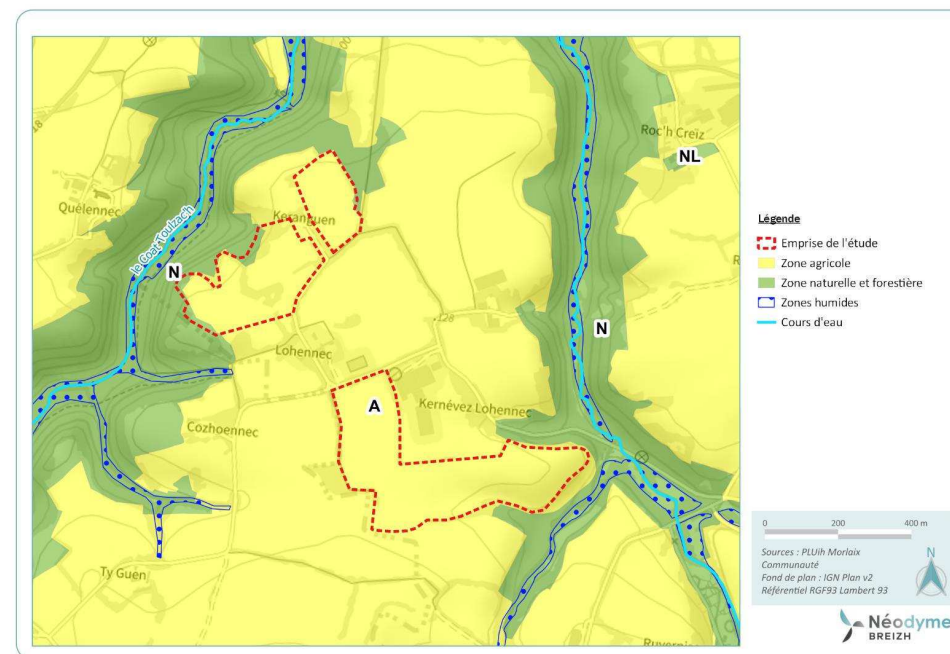 Roc'h Creïz
NL
Quélennec
Keranguen
le Coat Toulzac'h
N
128
N
Lohennec
A
Kernévez Lohennec
Cozhoennec
Ty Guen
Légende
Emprise de l'étude
Zone agricole
Zone naturelle et forestière
Zones humides
Cours d'eau
0 200 400 m
Sources : PLUih Morlaix
Communauté
Fond de plan : IGN Plan v2
Référentiel RGF93 Lambert 93
N
Néodyme
BREIZH